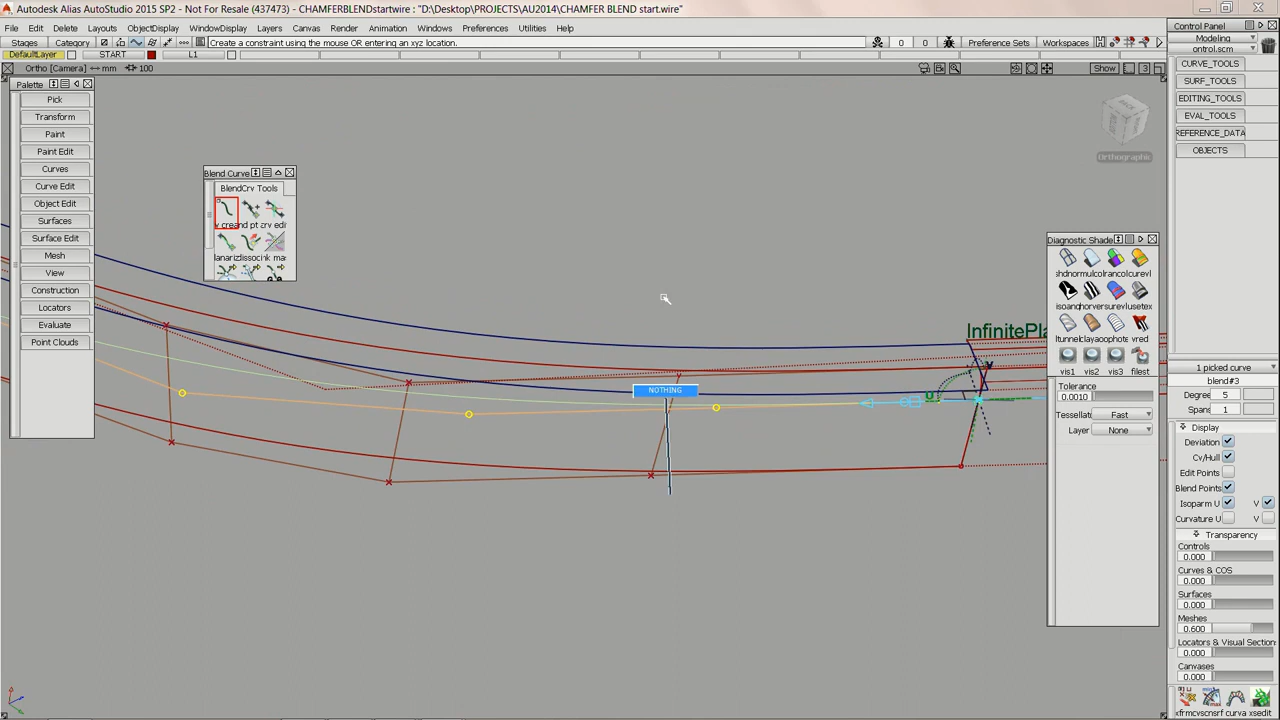 Autodesk Alias AutoStudio 2015 SP2 - Not For Resale (437473) - CHAMFERBLENDstartwire : "D:\Desktop\PROJECTS\AU2014\CHAMFER BLEND start.wire"
File Edit Delete Layouts ObjectDisplay WindowDisplay Layers Canvas Render Animation Windows Preferences Utilities Help
Stages Category Create a constraint using the mouse OR entering an xyz location. 0 0 Preference Sets Workspaces
DefaultLayer START L1
Ortho [Camera] mm 100 Show 3
Control Panel
Modeling
ontrol.scm
CURVE_TOOLS
SURF_TOOLS
EDITING_TOOLS
EVAL_TOOLS
REFERENCE_DATA
OBJECTS
Palette
Pick
Transform
Paint
Paint Edit
Curves
Curve Edit
Object Edit
Surfaces
Surface Edit
Mesh
View
Construction
Locators
Evaluate
Point Clouds
Blend Curve
BlendCrv Tools
Orthographic
NOTHING
InfinitePla
Diagnostic Shade
vis1 vis2 vis3 filest
Tolerance
0.0010
Tessellat Fast
Layer None
1 picked curve
blend#3
Degree 5
Spans 1
Display
Deviation
Cv/Hull
Edit Points
Blend Points
Isoparm U V
Curvature U V
Transparency
Controls
0.000
Curves & COS
0.000
Surfaces
0.000
Meshes
0.600
Locators & Visual Section
0.000
Canvases
0.000